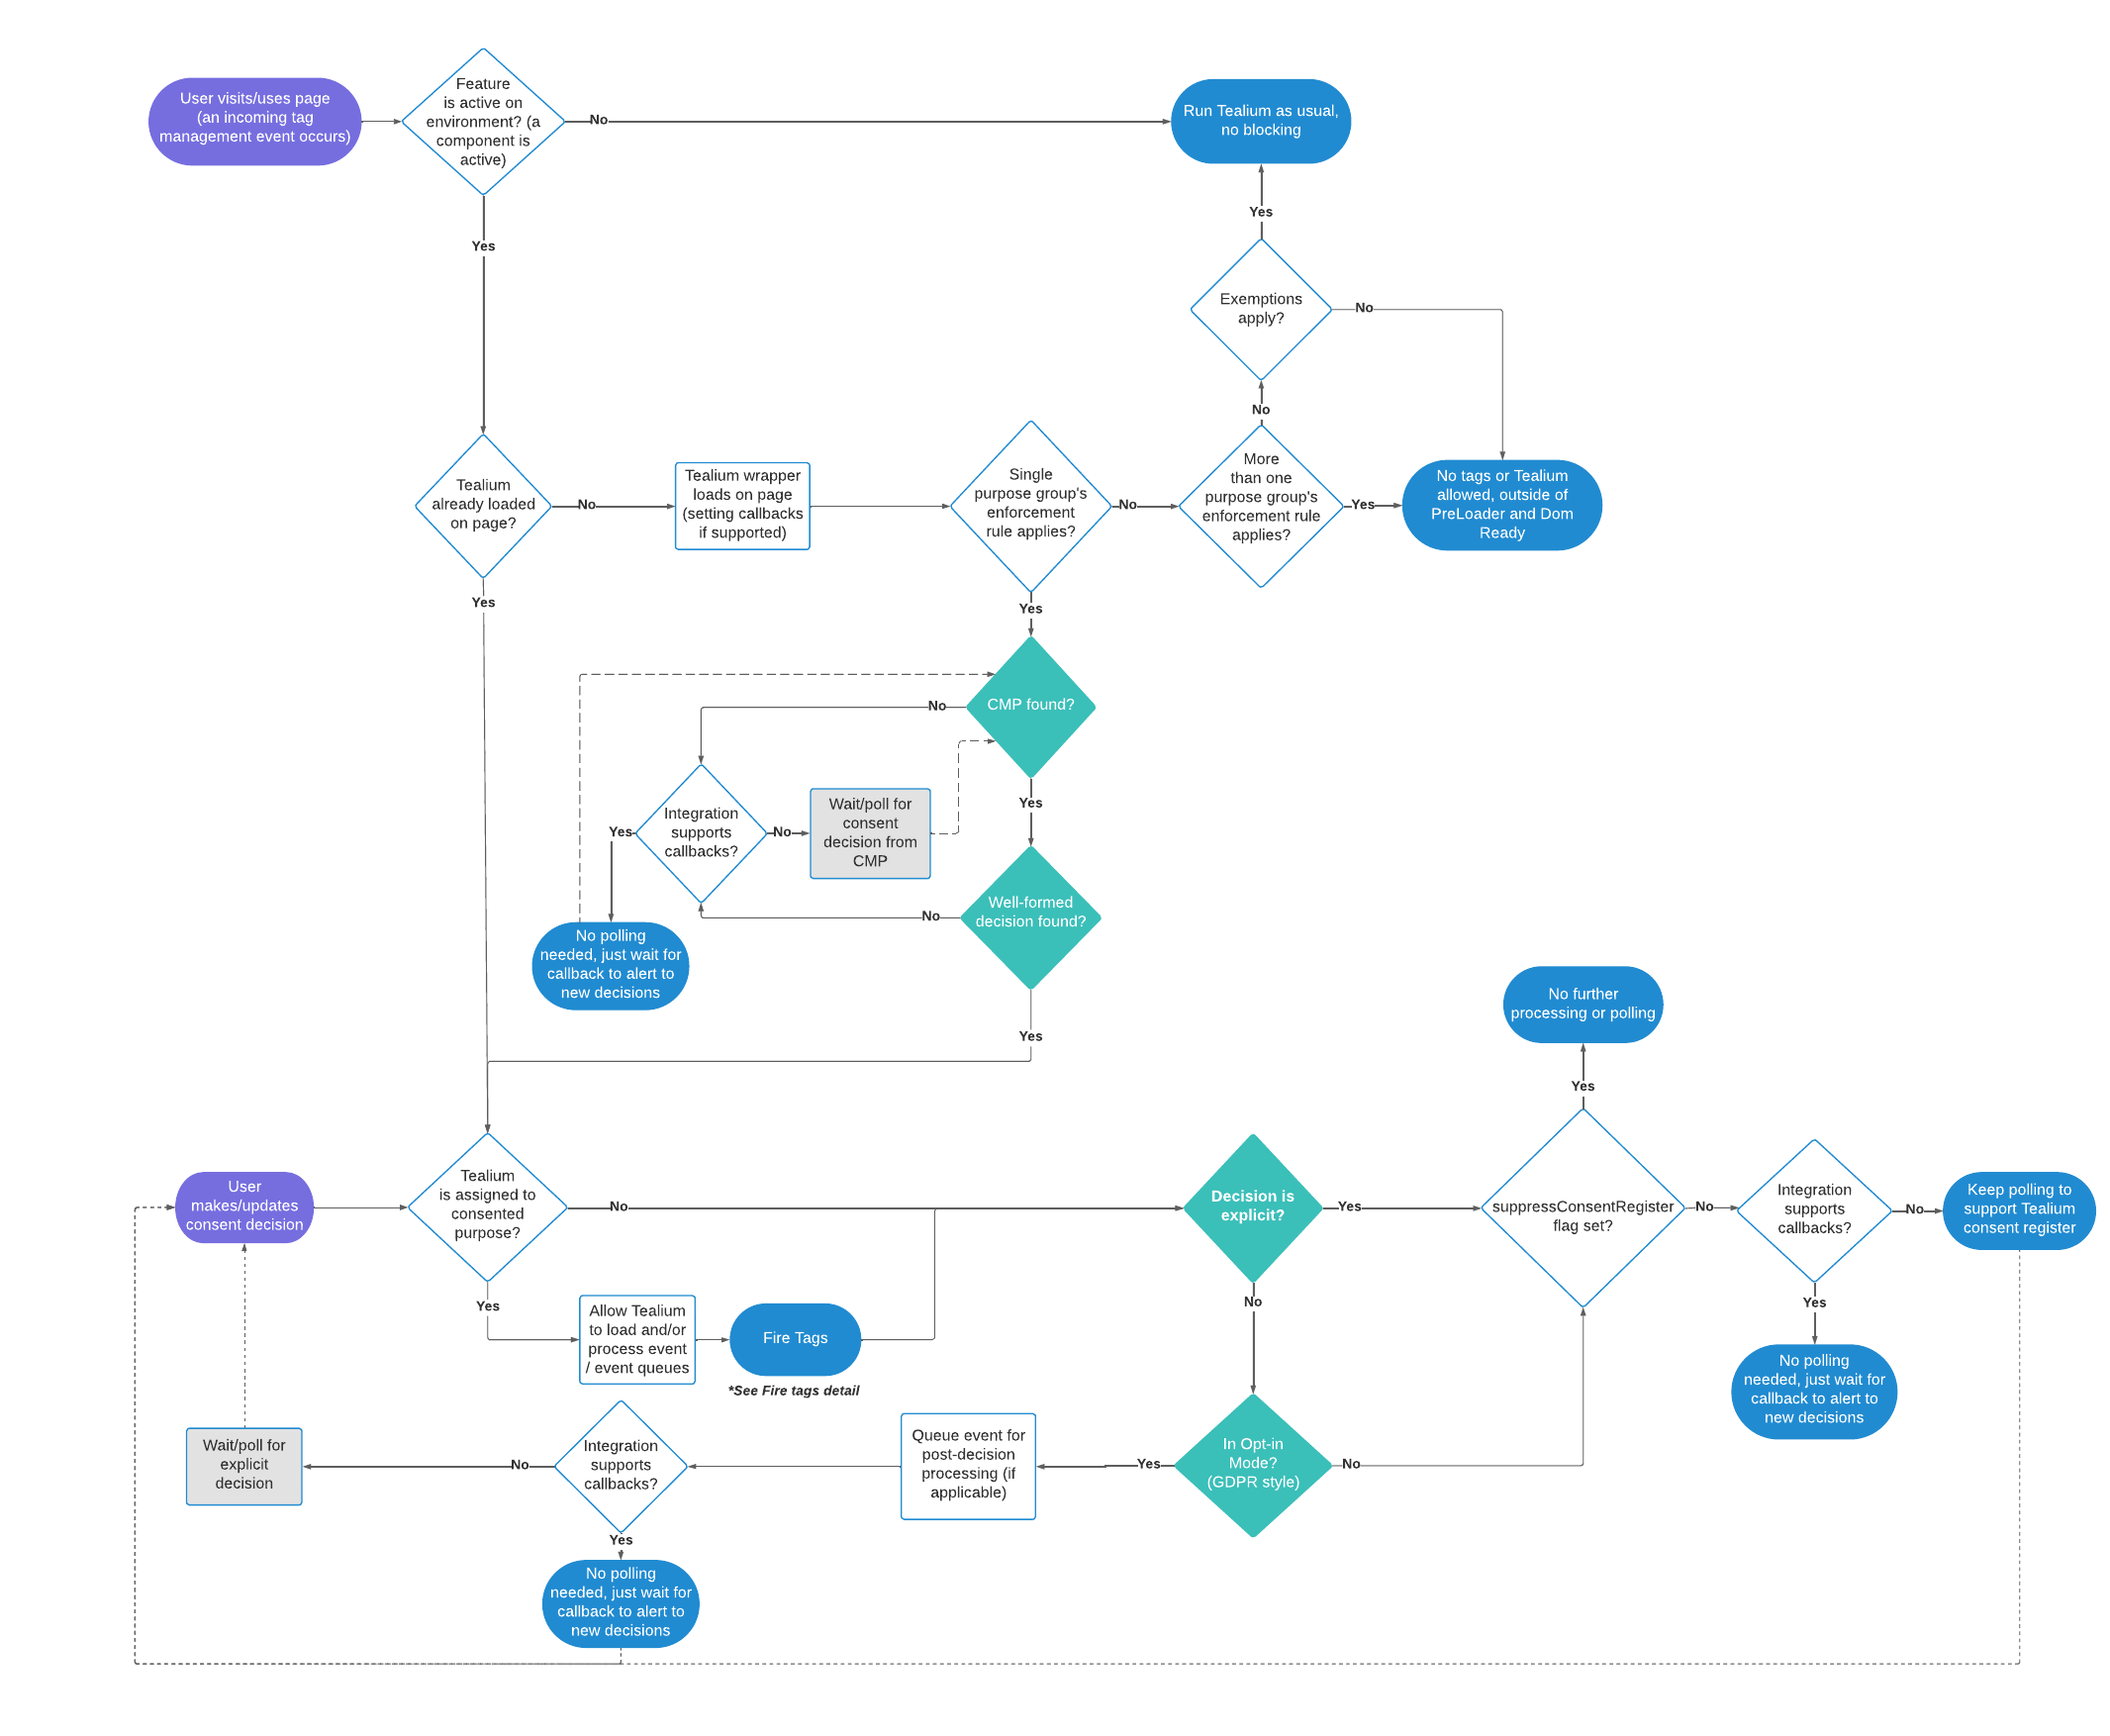 User visits/uses page
(an incoming tag
management event occurs)
Feature
is active on
environment? (a
component is
active)
No
Run Tealium as usual,
no blocking
Yes
Yes
Exemptions
apply?
No
No
Tealium
already loaded
on page?
No
Tealium wrapper
loads on page
(setting callbacks
if supported)
Single
purpose group's
enforcement
rule applies?
No
More
than one
purpose group's
enforcement rule
applies?
Yes
No tags or Tealium
allowed, outside of
PreLoader and Dom
Ready
Yes
Yes
CMP found?
No
Yes
Integration
supports
callbacks?
Yes
No
Wait/poll for
consent
decision from
CMP
Well-formed
decision found?
No
No polling
needed, just wait for
callback to alert to
new decisions
Yes
No further
processing or polling
Yes
User
makes/updates
consent decision
Tealium
is assigned to
consented
purpose?
No
Decision is
explicit?
Yes
suppressConsentRegister
flag set?
No
Integration
supports
callbacks?
No
Keep polling to
support Tealium
consent register
Yes
Allow Tealium
to load and/or
process event
/ event queues
Fire Tags
*See Fire tags detail
No
Yes
No polling
needed, just wait for
callback to alert to
new decisions
Wait/poll for
explicit
decision
No
Integration
supports
callbacks?
Queue event for
post-decision
processing (if
applicable)
Yes
In Opt-in
Mode?
(GDPR style)
No
Yes
No polling
needed, just wait for
callback to alert to
new decisions